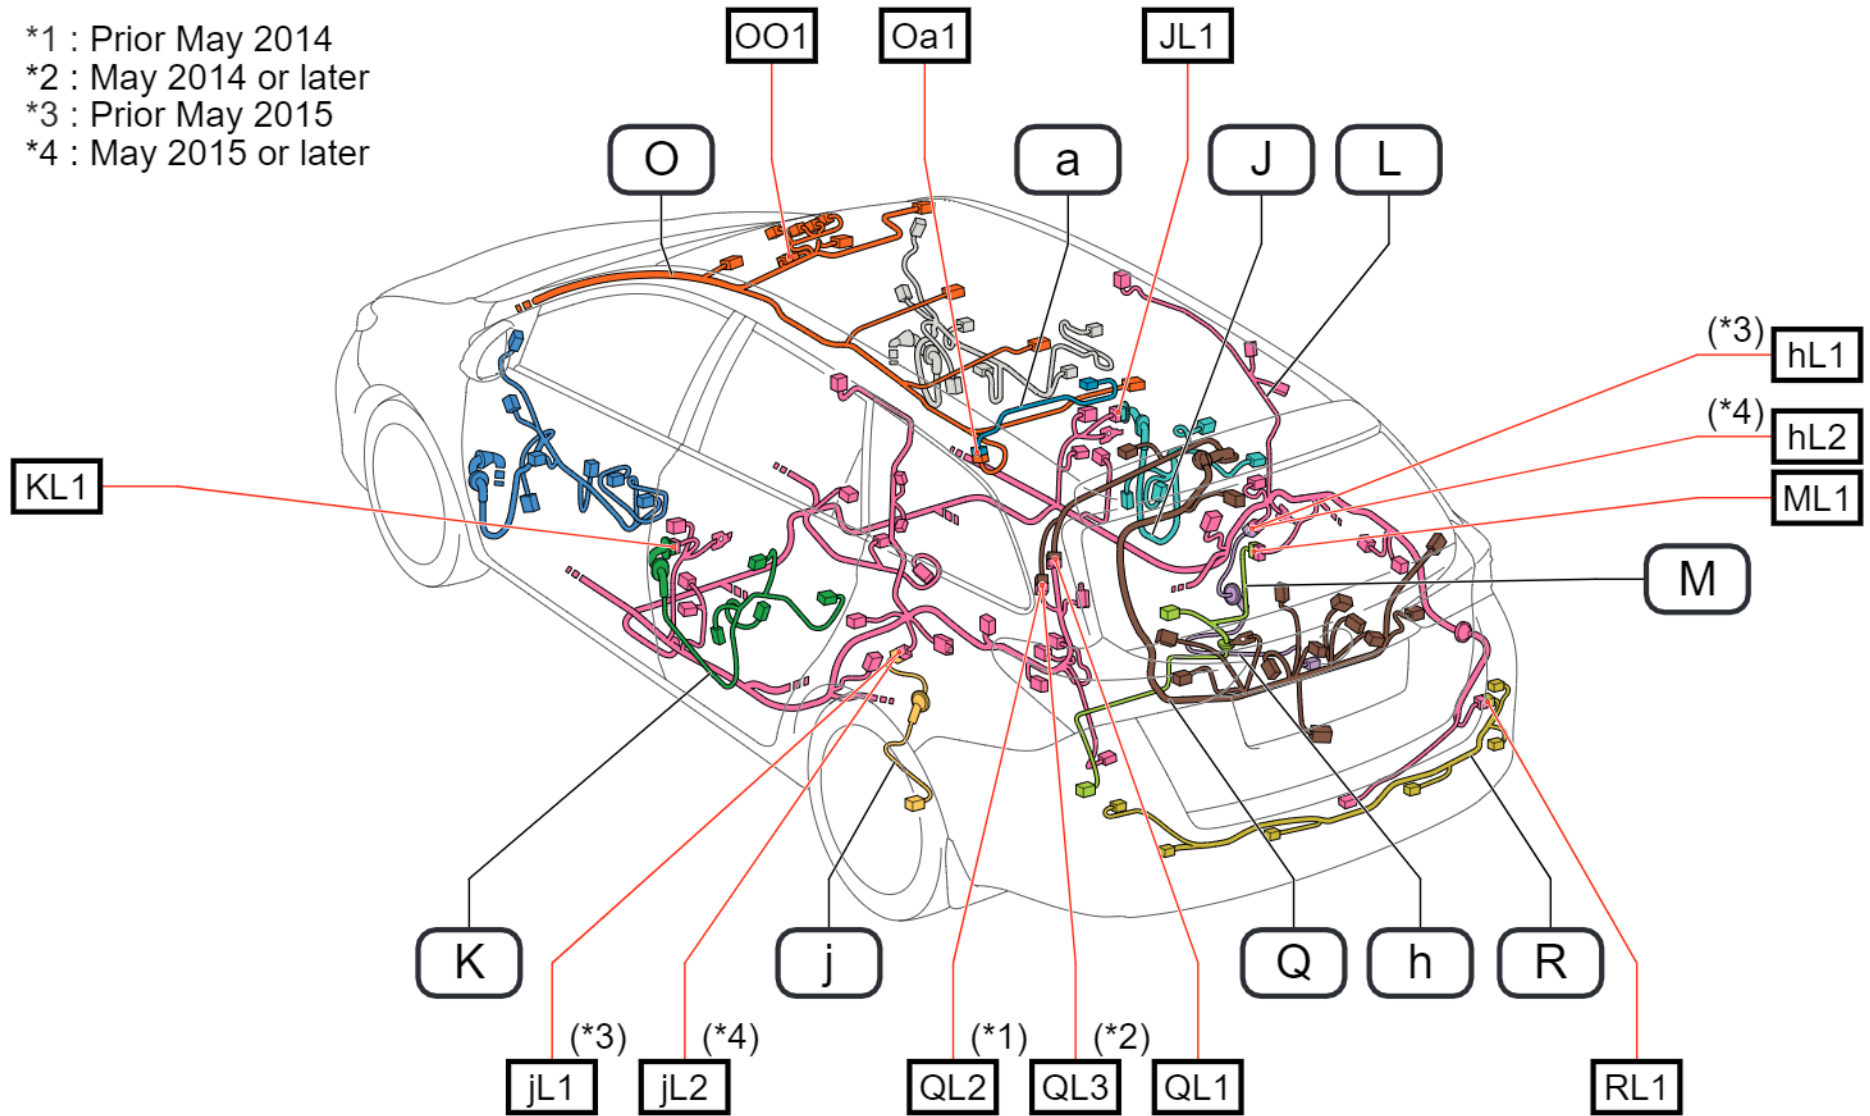 *1 : Prior May 2014
*2 : May 2014 or later
*3 : Prior May 2015
*4 : May 2015 or later
OO1
Oa1
JL1
O
a
J
L
(*3)
hL1
(*4)
hL2
KL1
ML1
M
K
j
Q
h
R
(*3)
(*4)
(*1)
(*2)
jL1
jL2
QL2
QL3
QL1
RL1